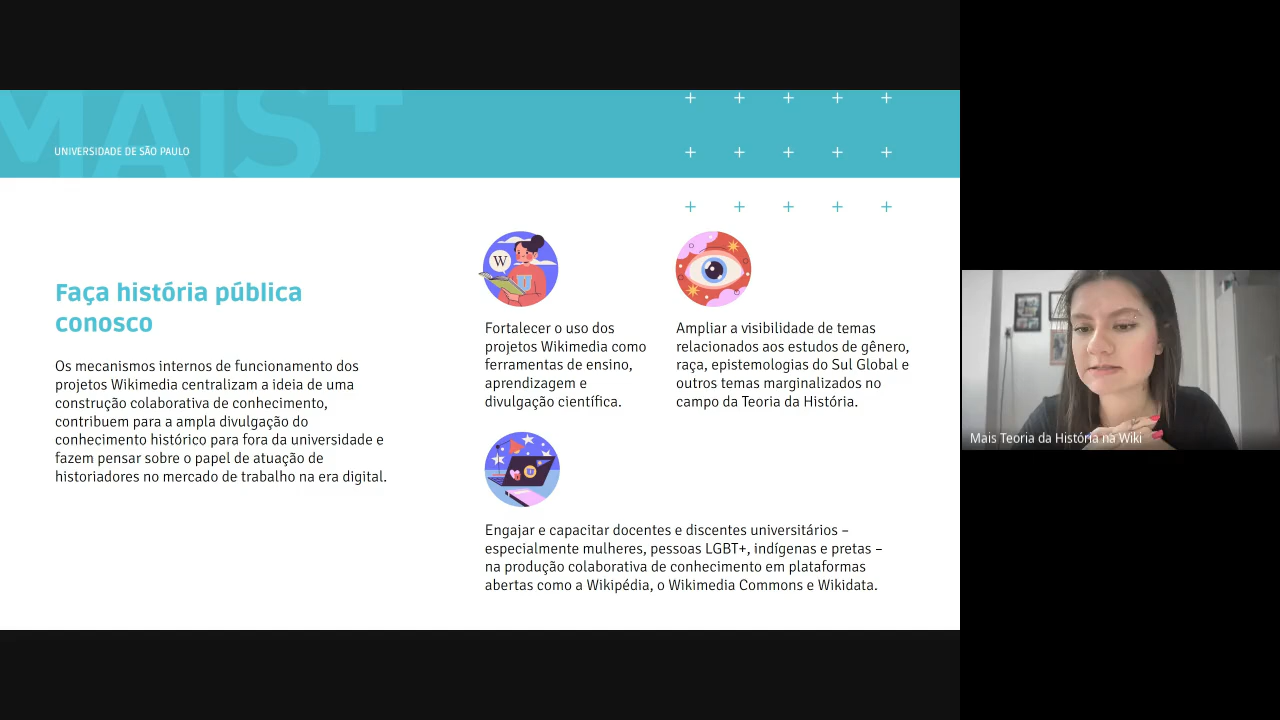 MAIS+
UNIVERSIDADE DE SÃO PAULO
Faça história pública
conosco
Os mecanismos internos de funcionamento dos
projetos Wikimedia centralizam a ideia de uma
construção colaborativa de conhecimento,
contribuem para a ampla divulgação do
conhecimento histórico para fora da universidade e
fazem pensar sobre o papel de atuação de
historiadores no mercado de trabalho na era digital.
W
Fortalecer o uso dos
projetos Wikimedia como
ferramentas de ensino,
aprendizagem e
divulgação científica.
Ampliar a visibilidade de temas
relacionados aos estudos de gênero,
raça, epistemologias do Sul Global e
outros temas marginalizados no
campo da Teoria da História.
Engajar e capacitar docentes e discentes universitários –
especialmente mulheres, pessoas LGBT+, indígenas e pretas –
na produção colaborativa de conhecimento em plataformas
abertas como a Wikipédia, o Wikimedia Commons e Wikidata.
Mais Teoria da História na Wiki